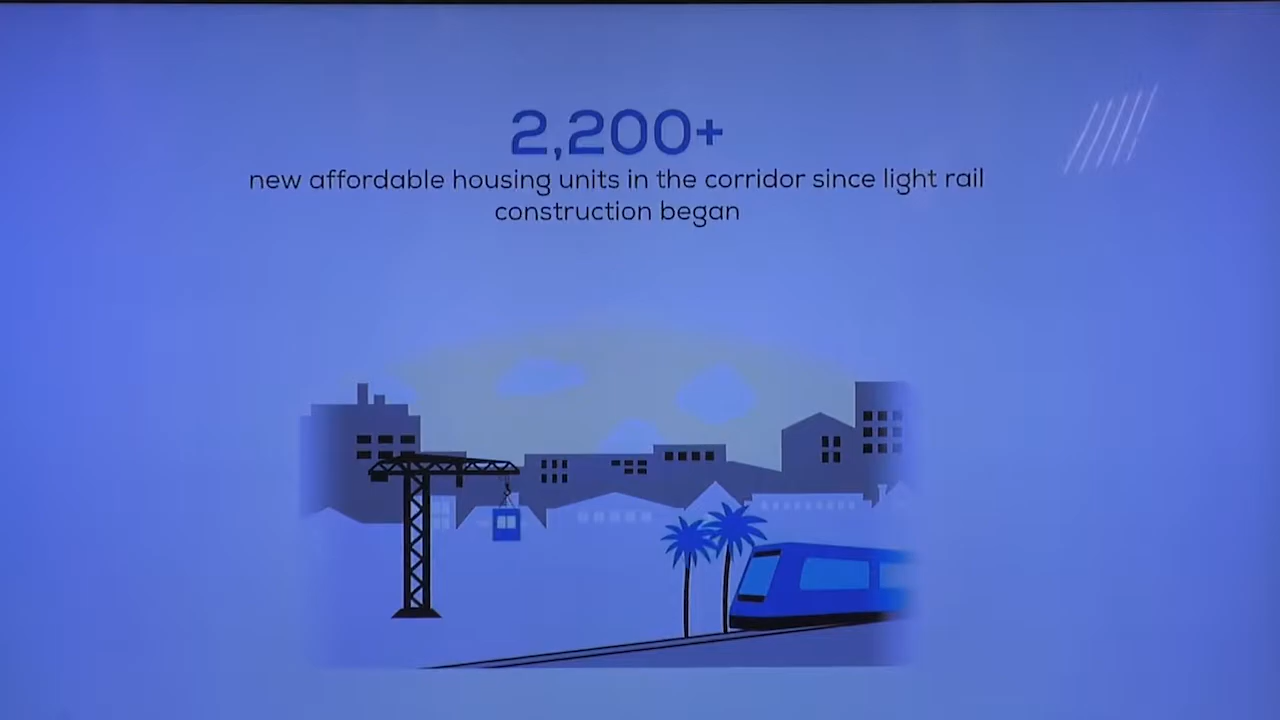 2,200+
new affordable housing units in the corridor since light rail
construction began